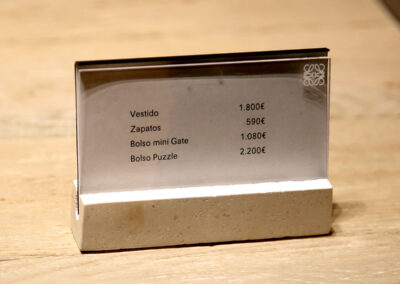 Vestido 1.800€
Zapatos 590€
Bolso mini Gate 1.080€
Bolso Puzzle 2.200€